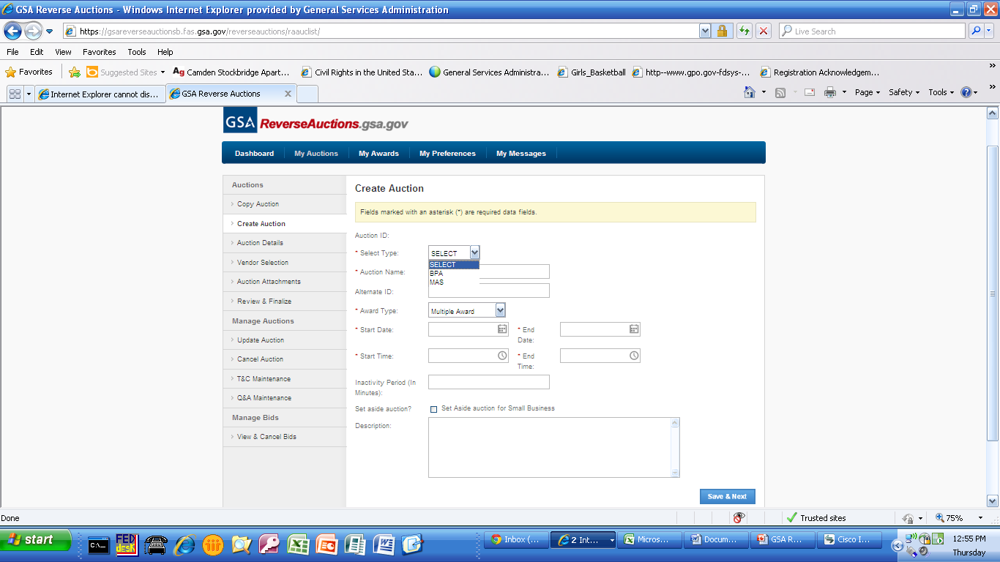 GSA Reverse Auctions - Windows Internet Explorer provided by General Services Administration
https://gsareverseauctionsb.fas.gsa.gov/reverseauctions/raauclist/
Live Search
File Edit View Favorites Tools Help
Favorites Suggested Sites Ag Camden Stockbridge Apart... Civil Rights in the United Sta... General Services Administra... Girls_Basketball http--www.gpo.gov-fdsys-... Registration Acknowledgem...
Internet Explorer cannot dis... GSA Reverse Auctions X Page Safety Tools
GSA ReverseAuctions.gsa.gov
Dashboard My Auctions My Awards My Preferences My Messages
Auctions
Copy Auction
Create Auction
Auction Details
Vendor Selection
Auction Attachments
Review & Finalize
Manage Auctions
Update Auction
Cancel Auction
T&C Maintenance
Q&A Maintenance
Manage Bids
View & Cancel Bids
Create Auction
Fields marked with an asterisk (*) are required data fields.
Auction ID:
* Select Type: SELECT
SELECT
BPA
MAS
* Auction Name:
Alternate ID:
* Award Type: Multiple Award
* Start Date: * End
Date:
* Start Time: * End
Time:
Inactivity Period (In
Minutes):
Set aside auction? Set Aside auction for Small Business
Description:
Save & Next
Done Trusted sites 75%
start C:\_ FED desk Inbox (... 2 Int... Micros... Docum... GSA R... Cisco I... 12:55 PM
Thursday